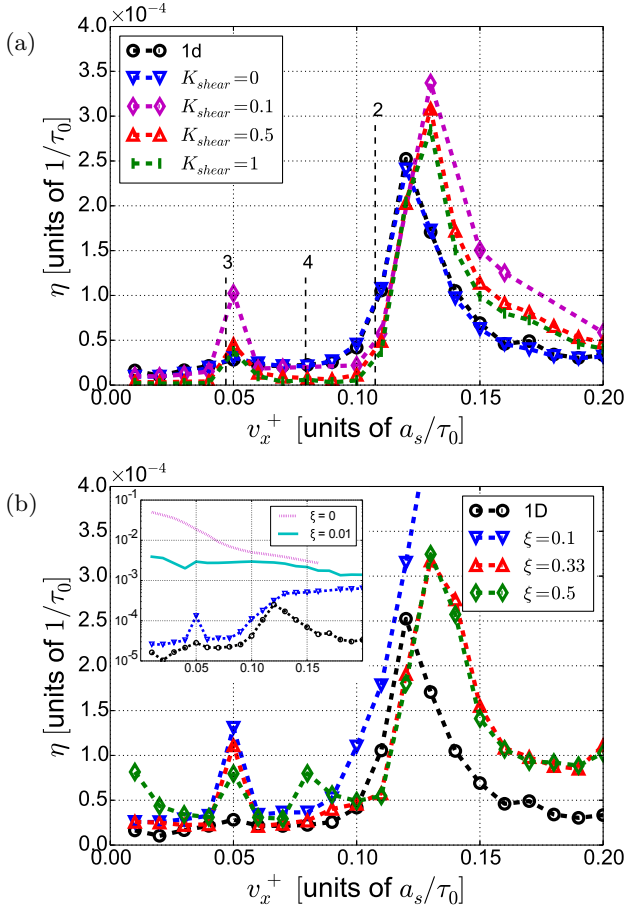 (a)
×10⁻⁴
4.0
3.5
3.0
2.5
2.0
1.5
1.0
0.5
0.0
η [units of 1/τ₀]
1d
K_shear=0
K_shear=0.1
K_shear=0.5
K_shear=1
2
3
4
0.00 0.05 0.10 0.15 0.20
v_x⁺ [units of a_s/τ₀]
(b)
×10⁻⁴
4.0
3.5
3.0
2.5
2.0
1.5
1.0
0.5
0.0
η [units of 1/τ₀]
10⁻¹
10⁻²
10⁻³
10⁻⁴
10⁻⁵
ξ=0
ξ=0.01
0.05 0.10 0.15
1D
ξ=0.1
ξ=0.33
ξ=0.5
0.00 0.05 0.10 0.15 0.20
v_x⁺ [units of a_s/τ₀]